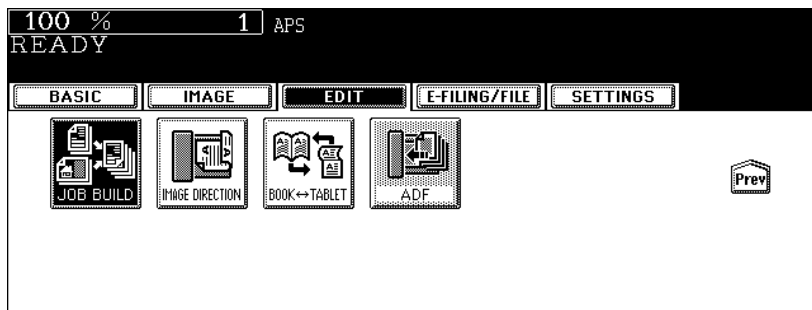 100 % 1 APS
READY
BASIC IMAGE EDIT E-FILING/FILE SETTINGS
JOB BUILD IMAGE DIRECTION BOOK↔TABLET ADF
Prev